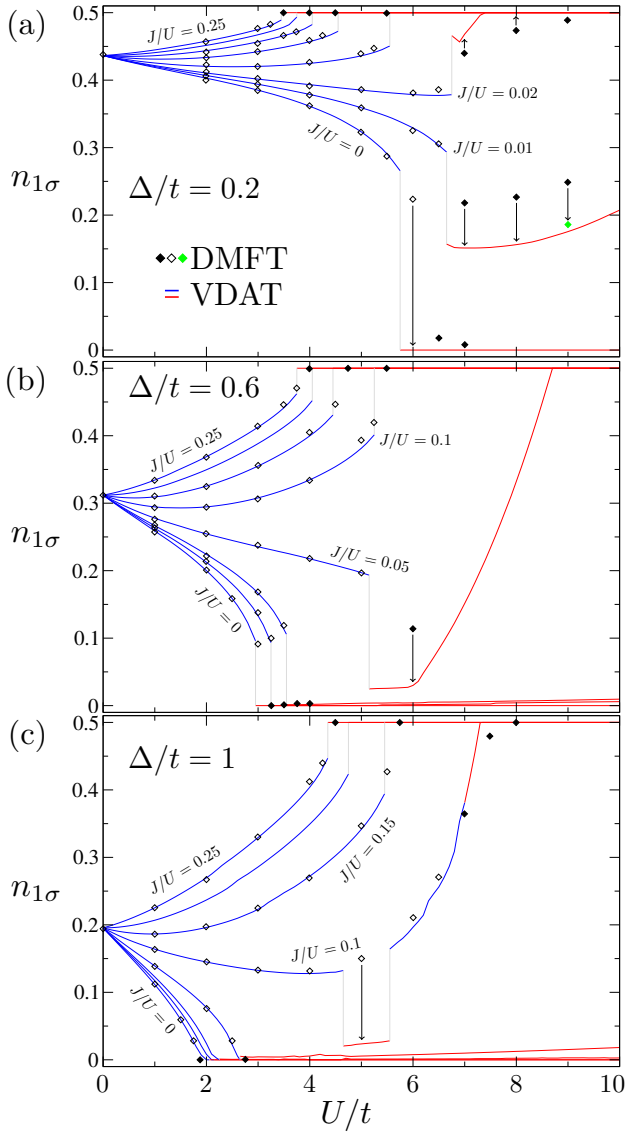 (a)
0.5
0.4
0.3
0.2
0.1
0
n1σ
J/U = 0.25
J/U = 0.02
J/U = 0.01
J/U = 0
Δ/t = 0.2
DMFT
VDAT
(b)
0.5
0.4
0.3
0.2
0.1
0
n1σ
Δ/t = 0.6
J/U = 0.25
J/U = 0.1
J/U = 0.05
J/U = 0
(c)
0.5
0.4
0.3
0.2
0.1
0
n1σ
Δ/t = 1
J/U = 0.25
J/U = 0.15
J/U = 0.1
J/U = 0
0 2 4 6 8 10
U/t